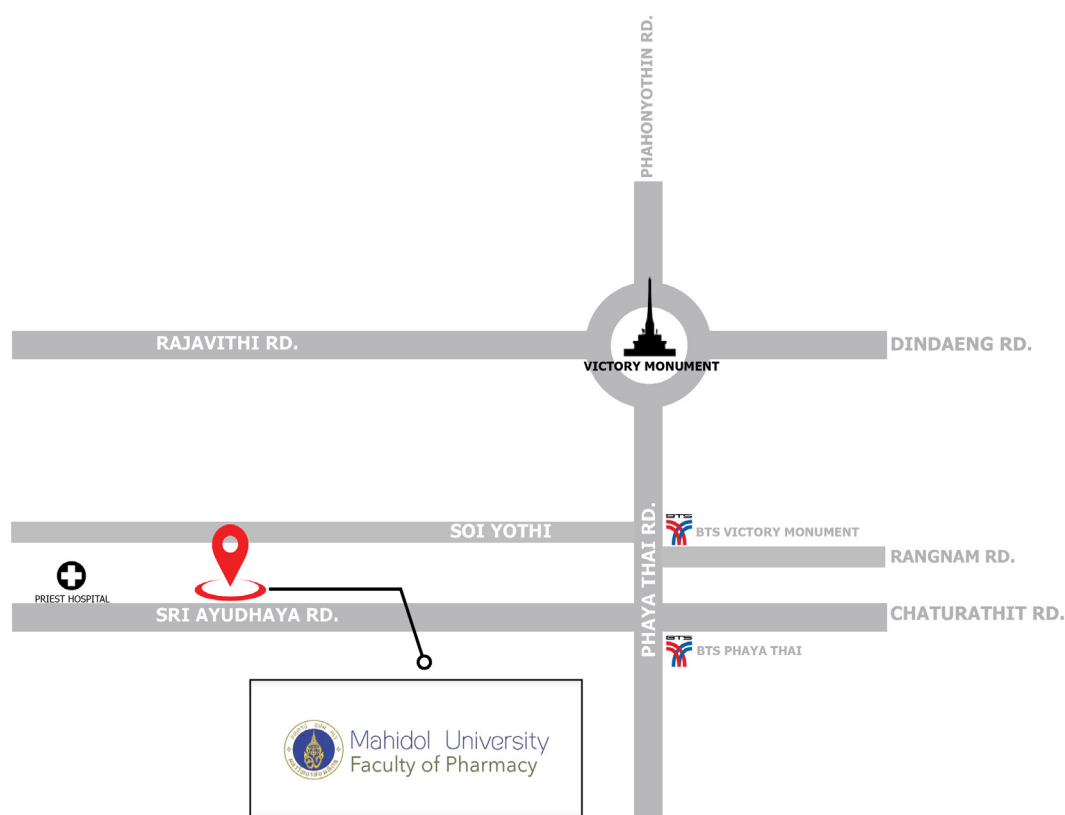 PHAHONYOTHIN RD.
RAJAVITHI RD.
DINDAENG RD.
VICTORY MONUMENT
PHAYA THAI RD.
SOI YOTHI
BTS
BTS VICTORY MONUMENT
RANGNAM RD.
PRIEST HOSPITAL
SRI AYUDHAYA RD.
CHATURATHIT RD.
BTS
BTS PHAYA THAI
Mahidol University
Faculty of Pharmacy